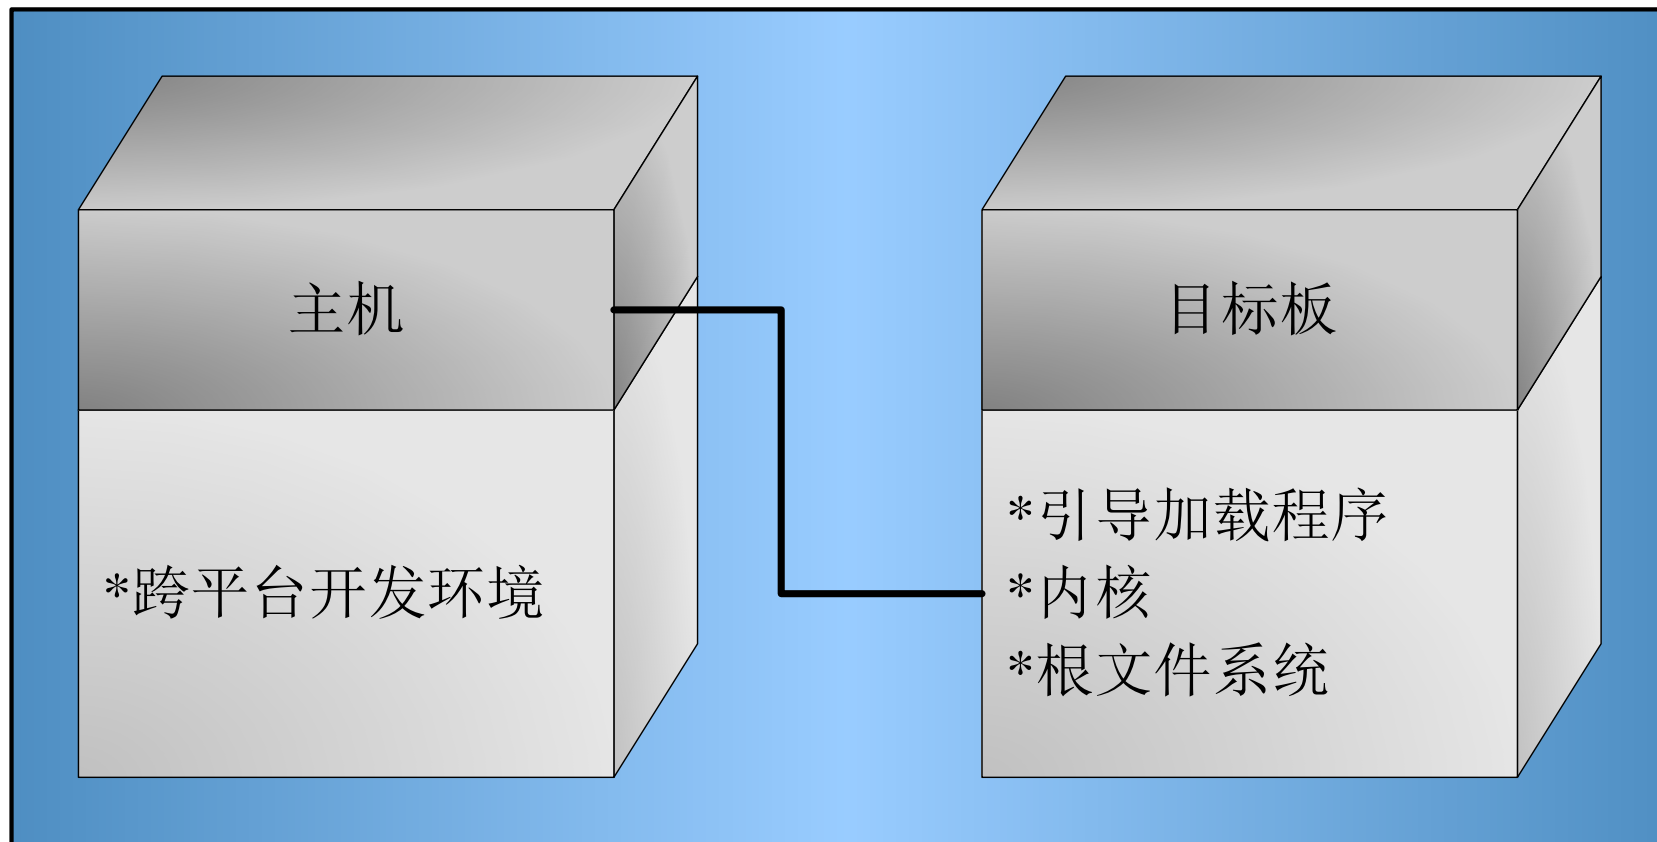 主机
*跨平台开发环境
目标板
*引导加载程序
*内核
*根文件系统